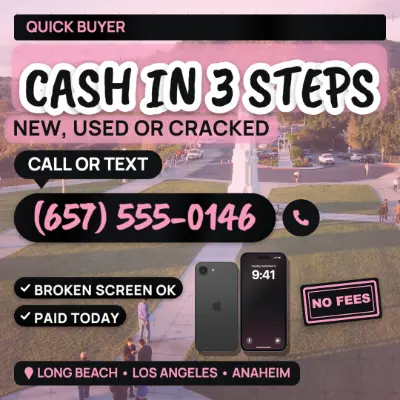 QUICK BUYER
CASH IN 3 STEPS
NEW, USED OR CRACKED
CALL OR TEXT
(657) 555-0146
9:41
BROKEN SCREEN OK
PAID TODAY
NO FEES
LONG BEACH • LOS ANGELES • ANAHEIM